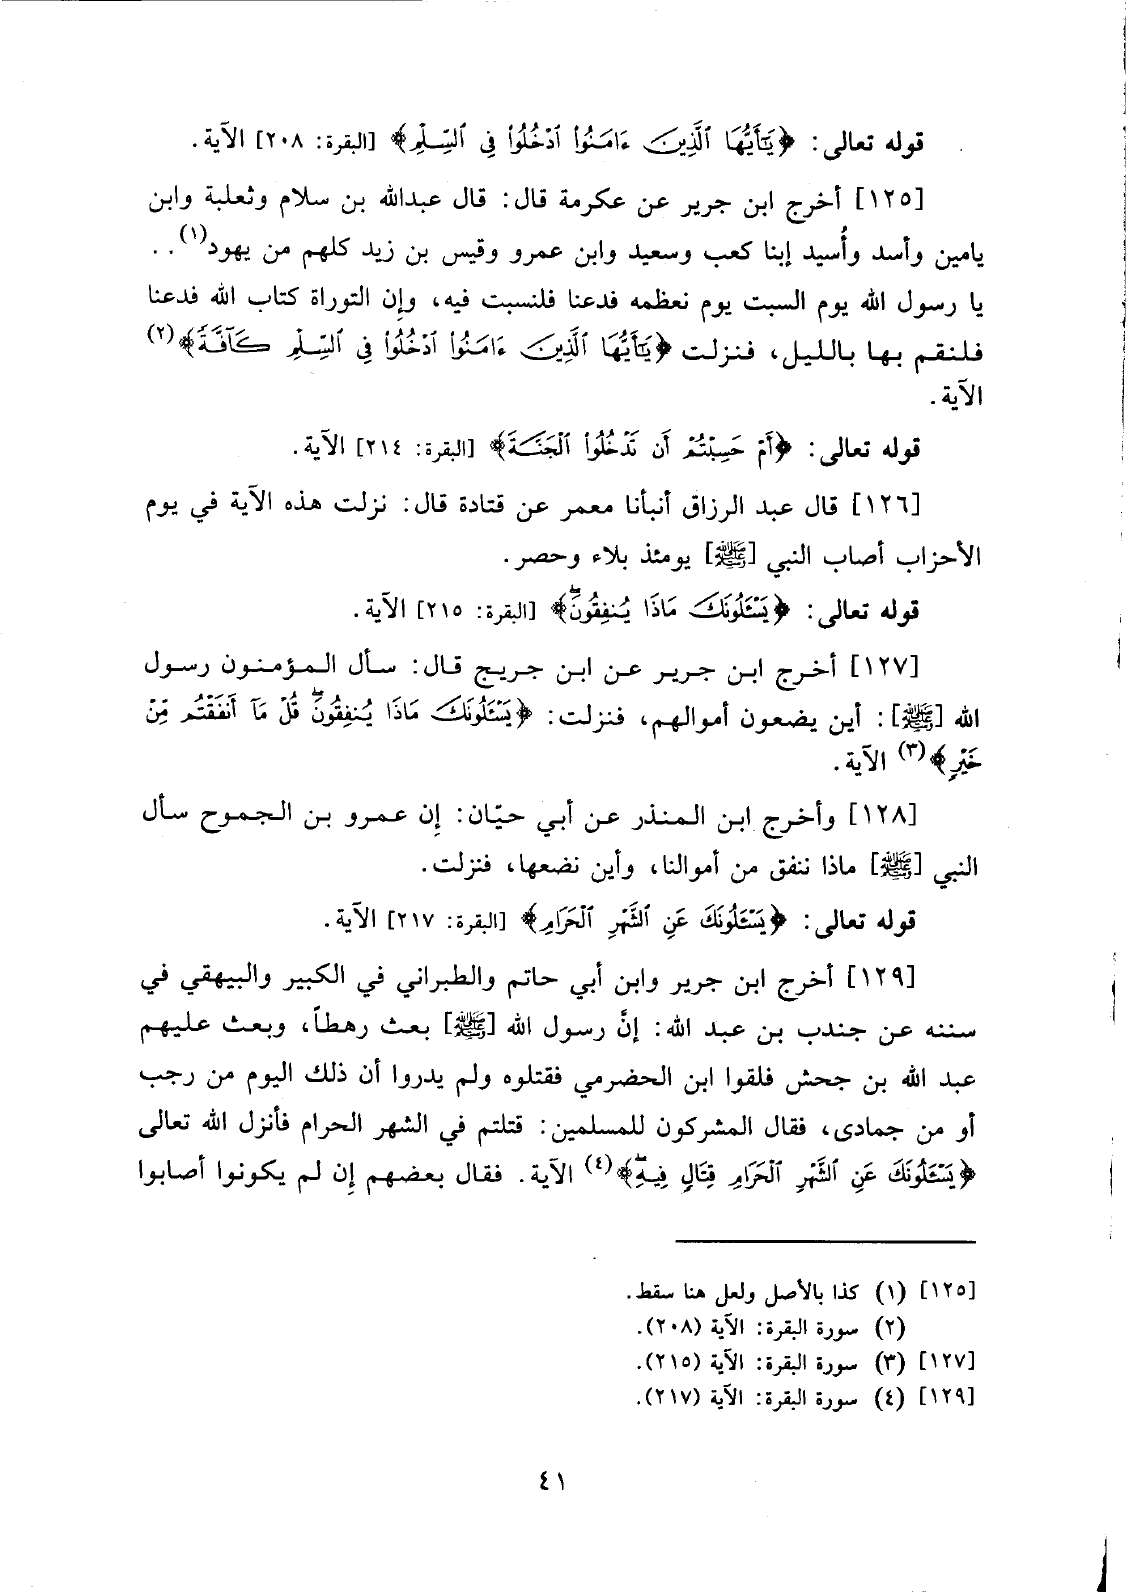 قوله تعالى: ﴿يَٰٓأَيُّهَا ٱلَّذِينَ ءَامَنُوا۟ ٱدْخُلُوا۟ فِى ٱلسِّلْمِ﴾ [البقرة: ٢٠٨] الآية.
[١٢٥] أخرج ابن جرير عن عكرمة قال: قال عبدالله بن سلام وثعلبة وابن
يامين وأسد وأُسيد إبنا كعب وسعيد وابن عمرو وقيس بن زيد كلهم من يهود(١). .
يا رسول الله يوم السبت يوم نعظمه فدعنا فلنسبت فيه، وإن التوراة كتاب الله فدعنا
فلنقم بها بالليل، فنزلت ﴿يَٰٓأَيُّهَا ٱلَّذِينَ ءَامَنُوا۟ ٱدْخُلُوا۟ فِى ٱلسِّلْمِ كَآفَّةً﴾(٢)
الآية.
قوله تعالى: ﴿أَمْ حَسِبْتُمْ أَن تَدْخُلُوا۟ ٱلْجَنَّةَ﴾ [البقرة: ٢١٤] الآية.
[١٢٦] قال عبد الرزاق أنبأنا معمر عن قتادة قال: نزلت هذه الآية في يوم
الأحزاب أصاب النبي [ﷺ] يومئذ بلاء وحصر.
قوله تعالى: ﴿يَسْـَٔلُونَكَ مَاذَا يُنفِقُونَۖ﴾ [البقرة: ٢١٥] الآية.
[١٢٧] أخرج ابن جرير عن ابن جريج قال: سأل المؤمنون رسول
الله [ﷺ]: أين يضعون أموالهم، فنزلت: ﴿يَسْـَٔلُونَكَ مَاذَا يُنفِقُونَۖ قُلْ مَآ أَنفَقْتُم مِّنْ
خَيْرٍ﴾(٣) الآية.
[١٢٨] وأخرج ابن المنذر عن أبي حيّان: إن عمرو بن الجموح سأل
النبي [ﷺ] ماذا ننفق من أموالنا، وأين نضعها، فنزلت.
قوله تعالى: ﴿يَسْـَٔلُونَكَ عَنِ ٱلشَّهْرِ ٱلْحَرَامِ﴾ [البقرة: ٢١٧] الآية.
[١٢٩] أخرج ابن جرير وابن أبي حاتم والطبراني في الكبير والبيهقي في
سننه عن جندب بن عبد الله: إنَّ رسول الله [ﷺ] بعث رهطاً، وبعث عليهم
عبد الله بن جحش فلقوا ابن الحضرمي فقتلوه ولم يدروا أن ذلك اليوم من رجب
أو من جمادى، فقال المشركون للمسلمين: قتلتم في الشهر الحرام فأنزل الله تعالى
﴿يَسْـَٔلُونَكَ عَنِ ٱلشَّهْرِ ٱلْحَرَامِ قِتَالٍ فِيهِۖ﴾(٤) الآية. فقال بعضهم إن لم يكونوا أصابوا
[١٢٥] (١) كذا بالأصل ولعل هنا سقط.
(٢) سورة البقرة: الآية (٢٠٨).
[١٢٧] (٣) سورة البقرة: الآية (٢١٥).
[١٢٩] (٤) سورة البقرة: الآية (٢١٧).
٤١